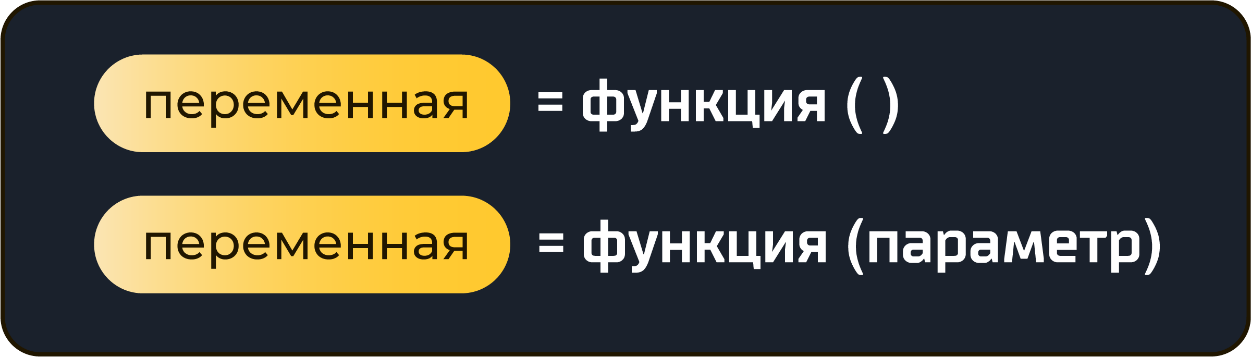 переменная = функция ( )
переменная = функция (параметр)